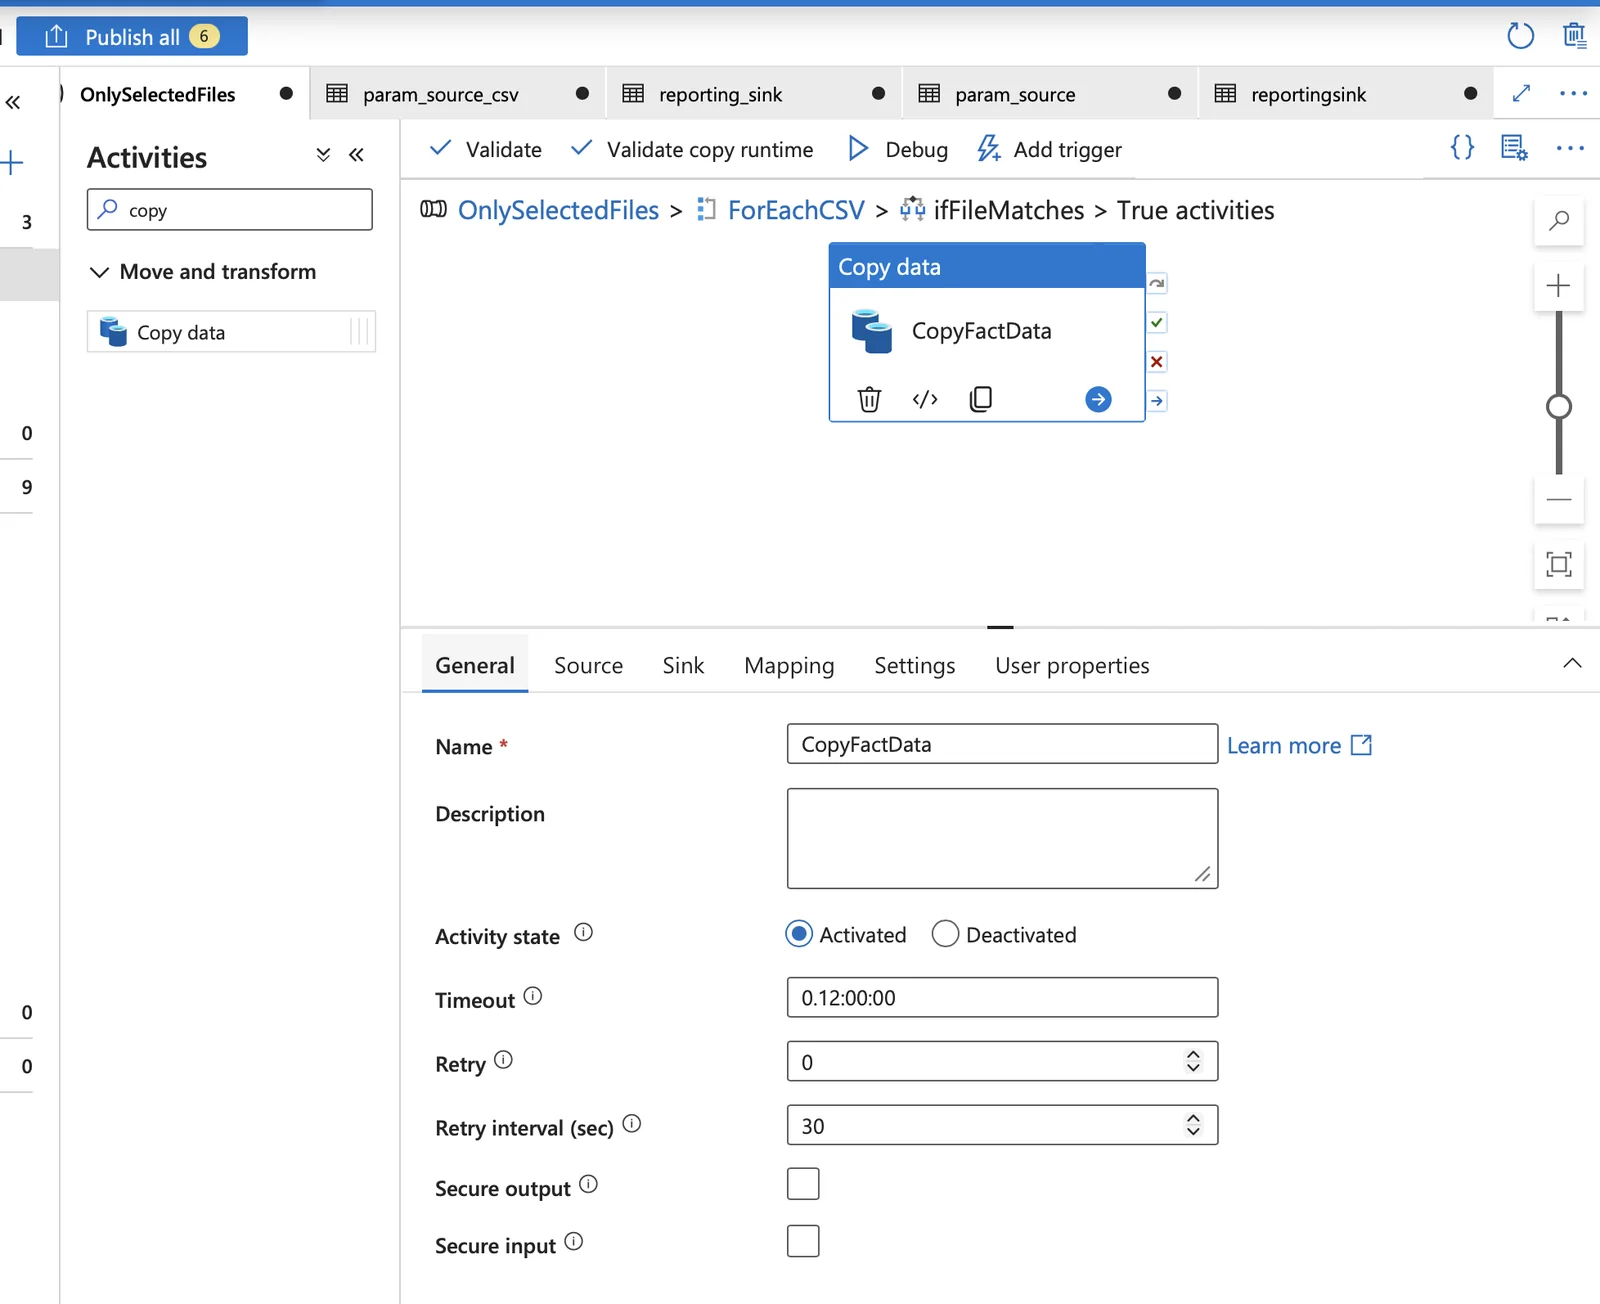 Publish all 6
OnlySelectedFiles
param_source_csv
reporting_sink
param_source
reportingsink
Activities
Validate
Validate copy runtime
Debug
Add trigger
copy
OnlySelectedFiles > ForEachCSV > ifFileMatches > True activities
3
Move and transform
Copy data
Copy data
CopyFactData
0
9
General
Source
Sink
Mapping
Settings
User properties
Name *
CopyFactData
Learn more
Description
Activity state
Activated
Deactivated
Timeout
0.12:00:00
0
Retry
0
0
Retry interval (sec)
30
Secure output
Secure input